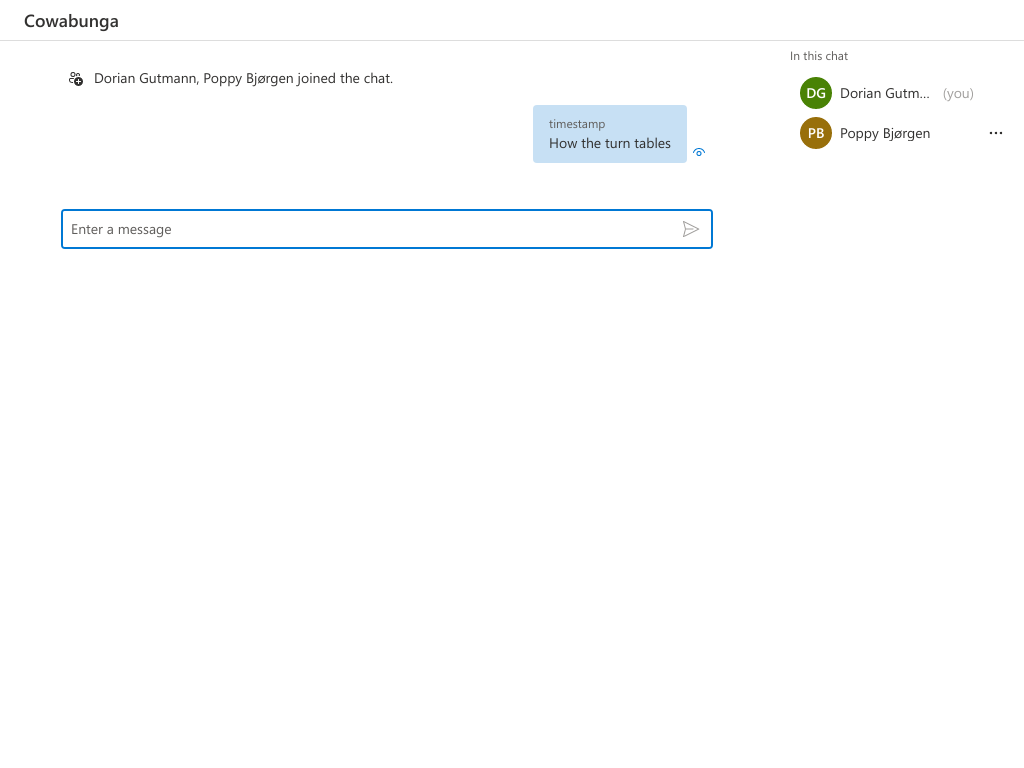 Cowabunga
In this chat
Dorian Gutmann, Poppy Bjørgen joined the chat.
DG Dorian Gutm... (you)
timestamp
PB Poppy Bjørgen
How the turn tables
Enter a message